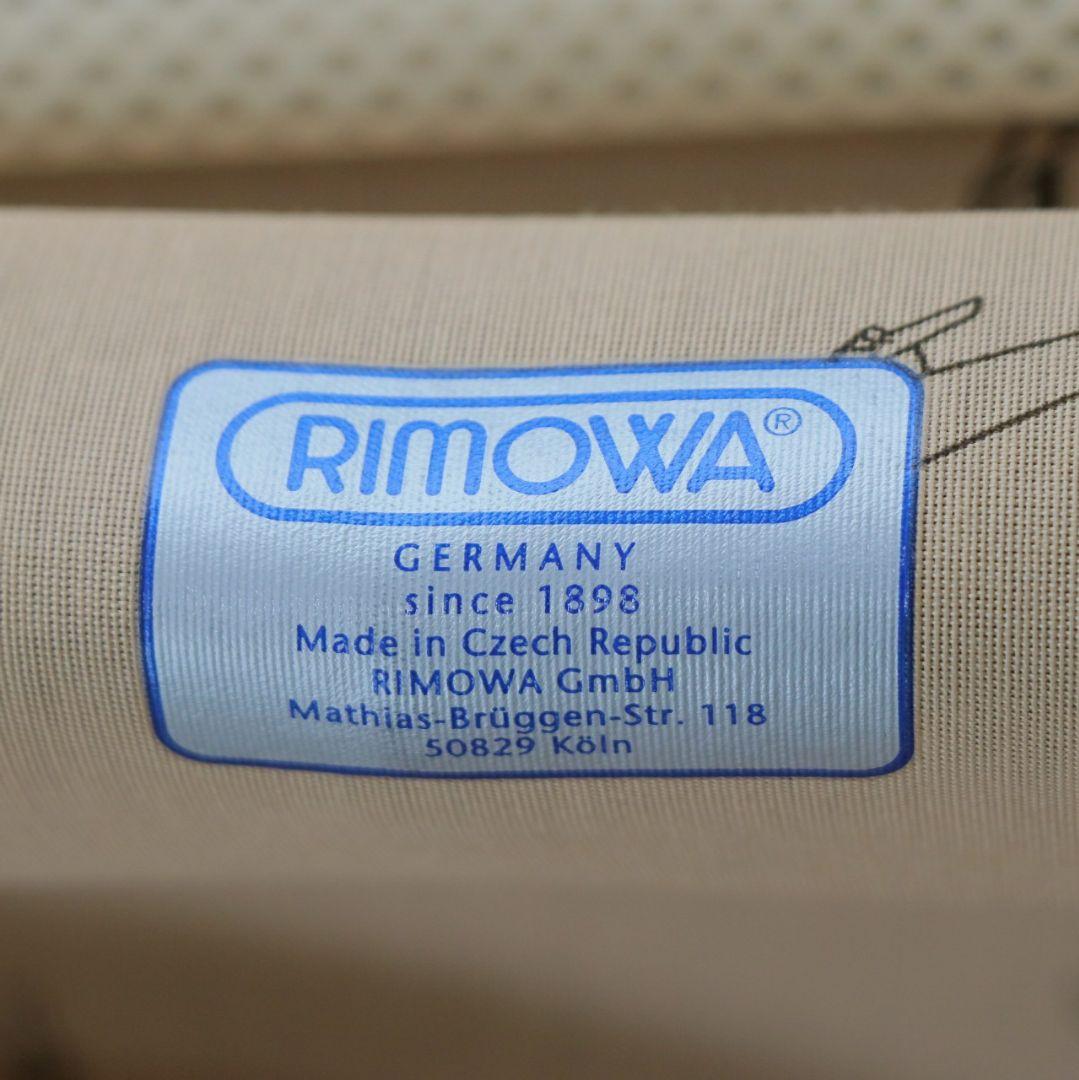 RIMOWA®
GERMANY
since 1898
Made in Czech Republic
RIMOWA GmbH
Mathias-Brüggen-Str. 118
50829 Köln